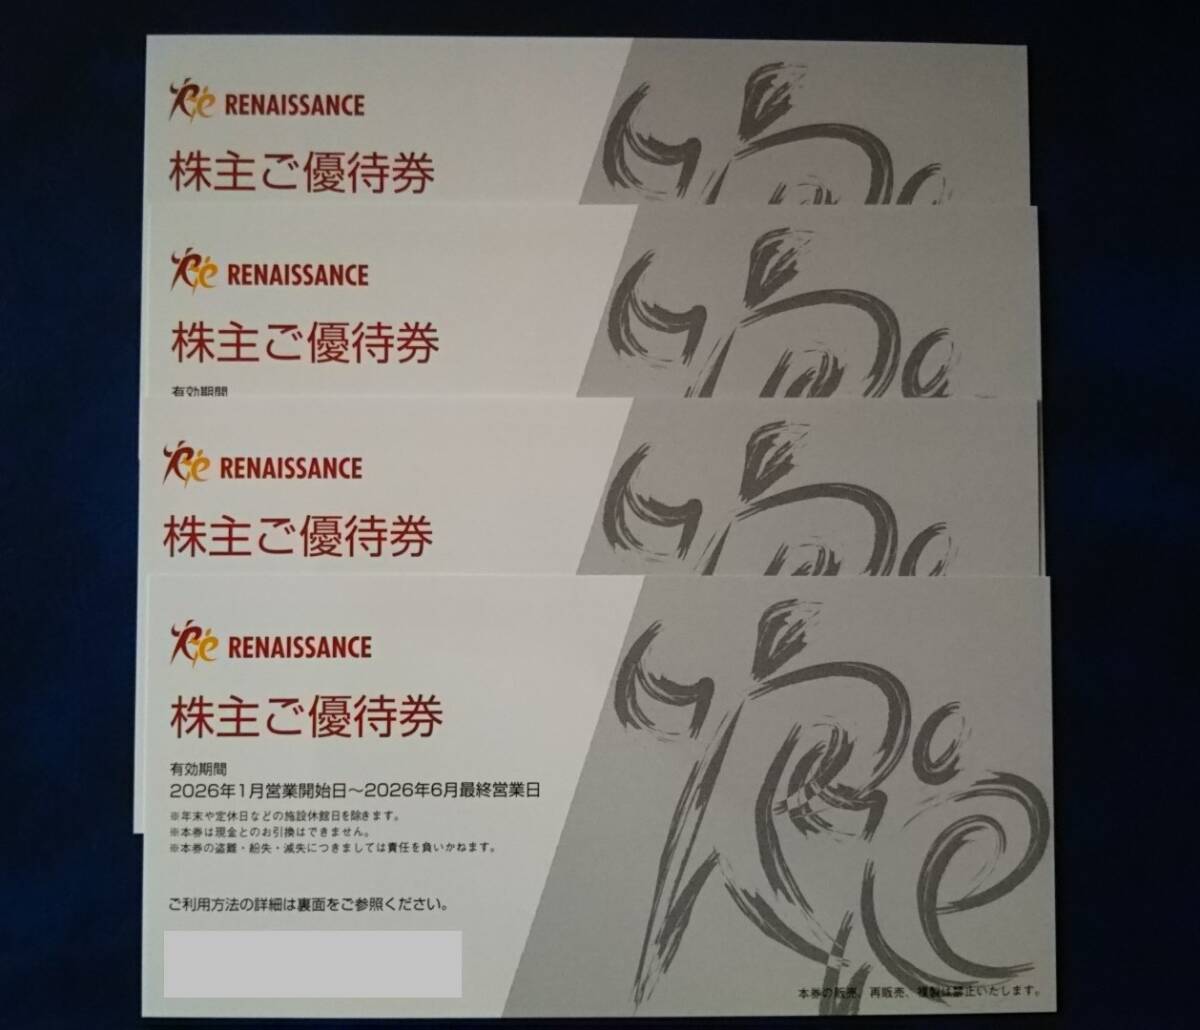 RENAISSANCE
株主ご優待券
RENAISSANCE
株主ご優待券
有効期間
RENAISSANCE
株主ご優待券
RENAISSANCE
株主ご優待券
有効期間
2026年1月営業開始日～2026年6月最終営業日
※年末や定休日などの施設休館日を除きます。
※本券は現金とのお引換はできません。
※本券の盗難・紛失・滅失につきましては責任を負いかねます。
ご利用方法の詳細は裏面をご参照ください。
本券の販売、再販売、複製は禁止いたします。